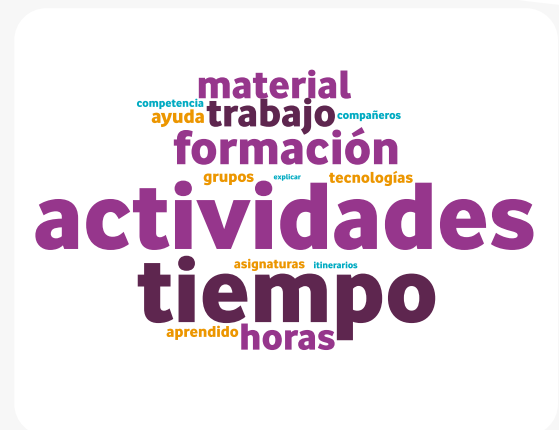 material
competencia
ayuda trabajo compañeros
formación
grupos explicar tecnologías
actividades
asignaturas itinerarios
tiempo
aprendido horas